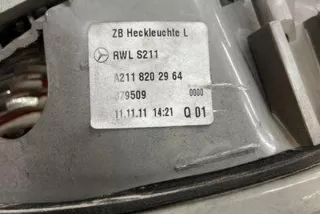 ZB Heckleuchte L
RWL S211
A211 820 29 64
379509 0000
11.11.11 14:21 Q 01